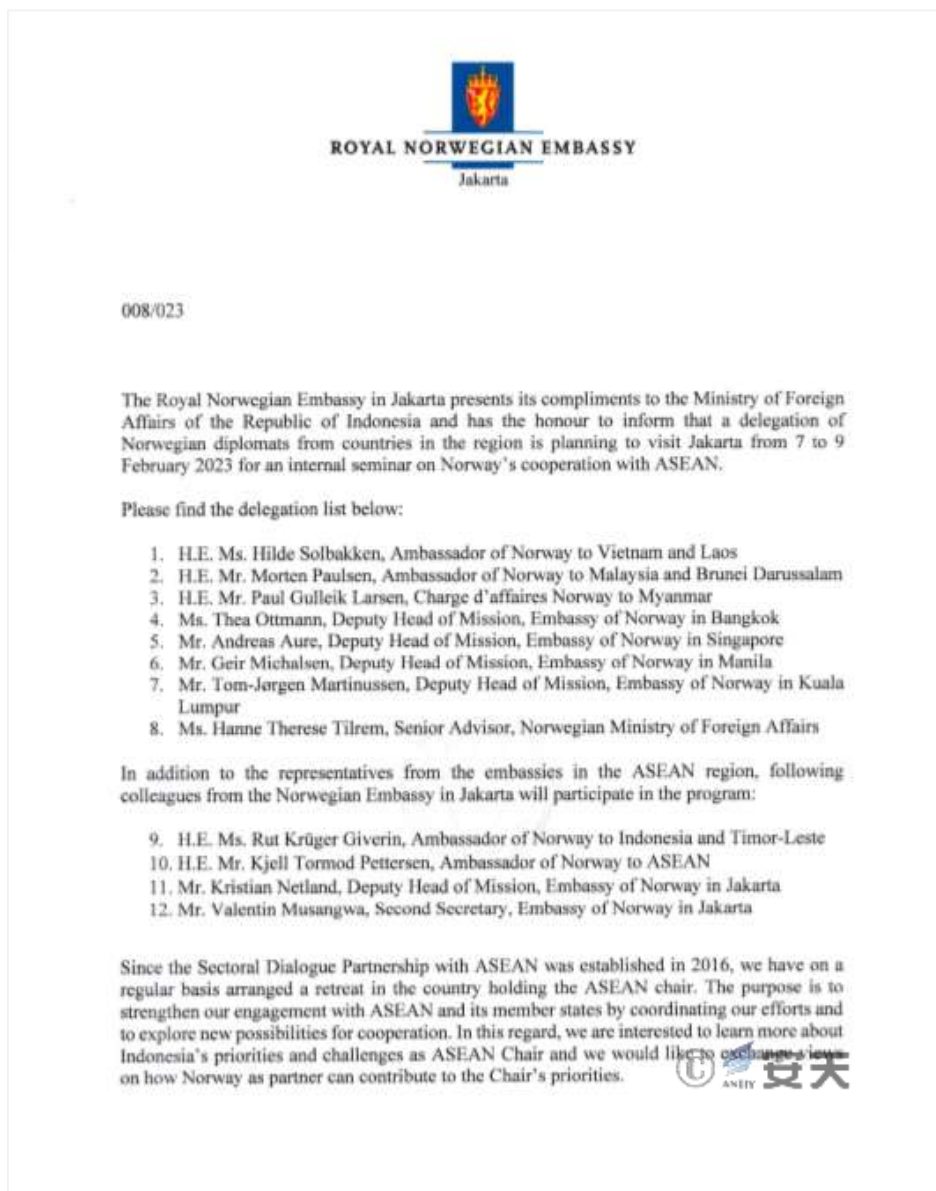 ROYAL NORWEGIAN EMBASSY
Jakarta
008/023
The Royal Norwegian Embassy in Jakarta presents its compliments to the Ministry of Foreign
Affairs of the Republic of Indonesia and has the honour to inform that a delegation of
Norwegian diplomats from countries in the region is planning to visit Jakarta from 7 to 9
February 2023 for an internal seminar on Norway's cooperation with ASEAN.
Please find the delegation list below:
1. H.E. Ms. Hilde Solbakken, Ambassador of Norway to Vietnam and Laos
2. H.E. Mr. Morten Paulsen, Ambassador of Norway to Malaysia and Brunei Darussalam
3. H.E. Mr. Paul Gulleik Larsen, Charge d'affaires Norway to Myanmar
4. Ms. Thea Ottmann, Deputy Head of Mission, Embassy of Norway in Bangkok
5. Mr. Andreas Aure, Deputy Head of Mission, Embassy of Norway in Singapore
6. Mr. Geir Michalsen, Deputy Head of Mission, Embassy of Norway in Manila
7. Mr. Tom-Jørgen Martinussen, Deputy Head of Mission, Embassy of Norway in Kuala
Lumpur
8. Ms. Hanne Therese Tilrem, Senior Advisor, Norwegian Ministry of Foreign Affairs
In addition to the representatives from the embassies in the ASEAN region, following
colleagues from the Norwegian Embassy in Jakarta will participate in the program:
9. H.E. Ms. Rut Krüger Giverin, Ambassador of Norway to Indonesia and Timor-Leste
10. H.E. Mr. Kjell Tormod Pettersen, Ambassador of Norway to ASEAN
11. Mr. Kristian Netland, Deputy Head of Mission, Embassy of Norway in Jakarta
12. Mr. Valentin Musangwa, Second Secretary, Embassy of Norway in Jakarta
Since the Sectoral Dialogue Partnership with ASEAN was established in 2016, we have on a
regular basis arranged a retreat in the country holding the ASEAN chair. The purpose is to
strengthen our engagement with ASEAN and its member states by coordinating our efforts and
to explore new possibilities for cooperation. In this regard, we are interested to learn more about
Indonesia's priorities and challenges as ASEAN Chair and we would like to exchange views
on how Norway as partner can contribute to the Chair's priorities.
© ANTIY 安天